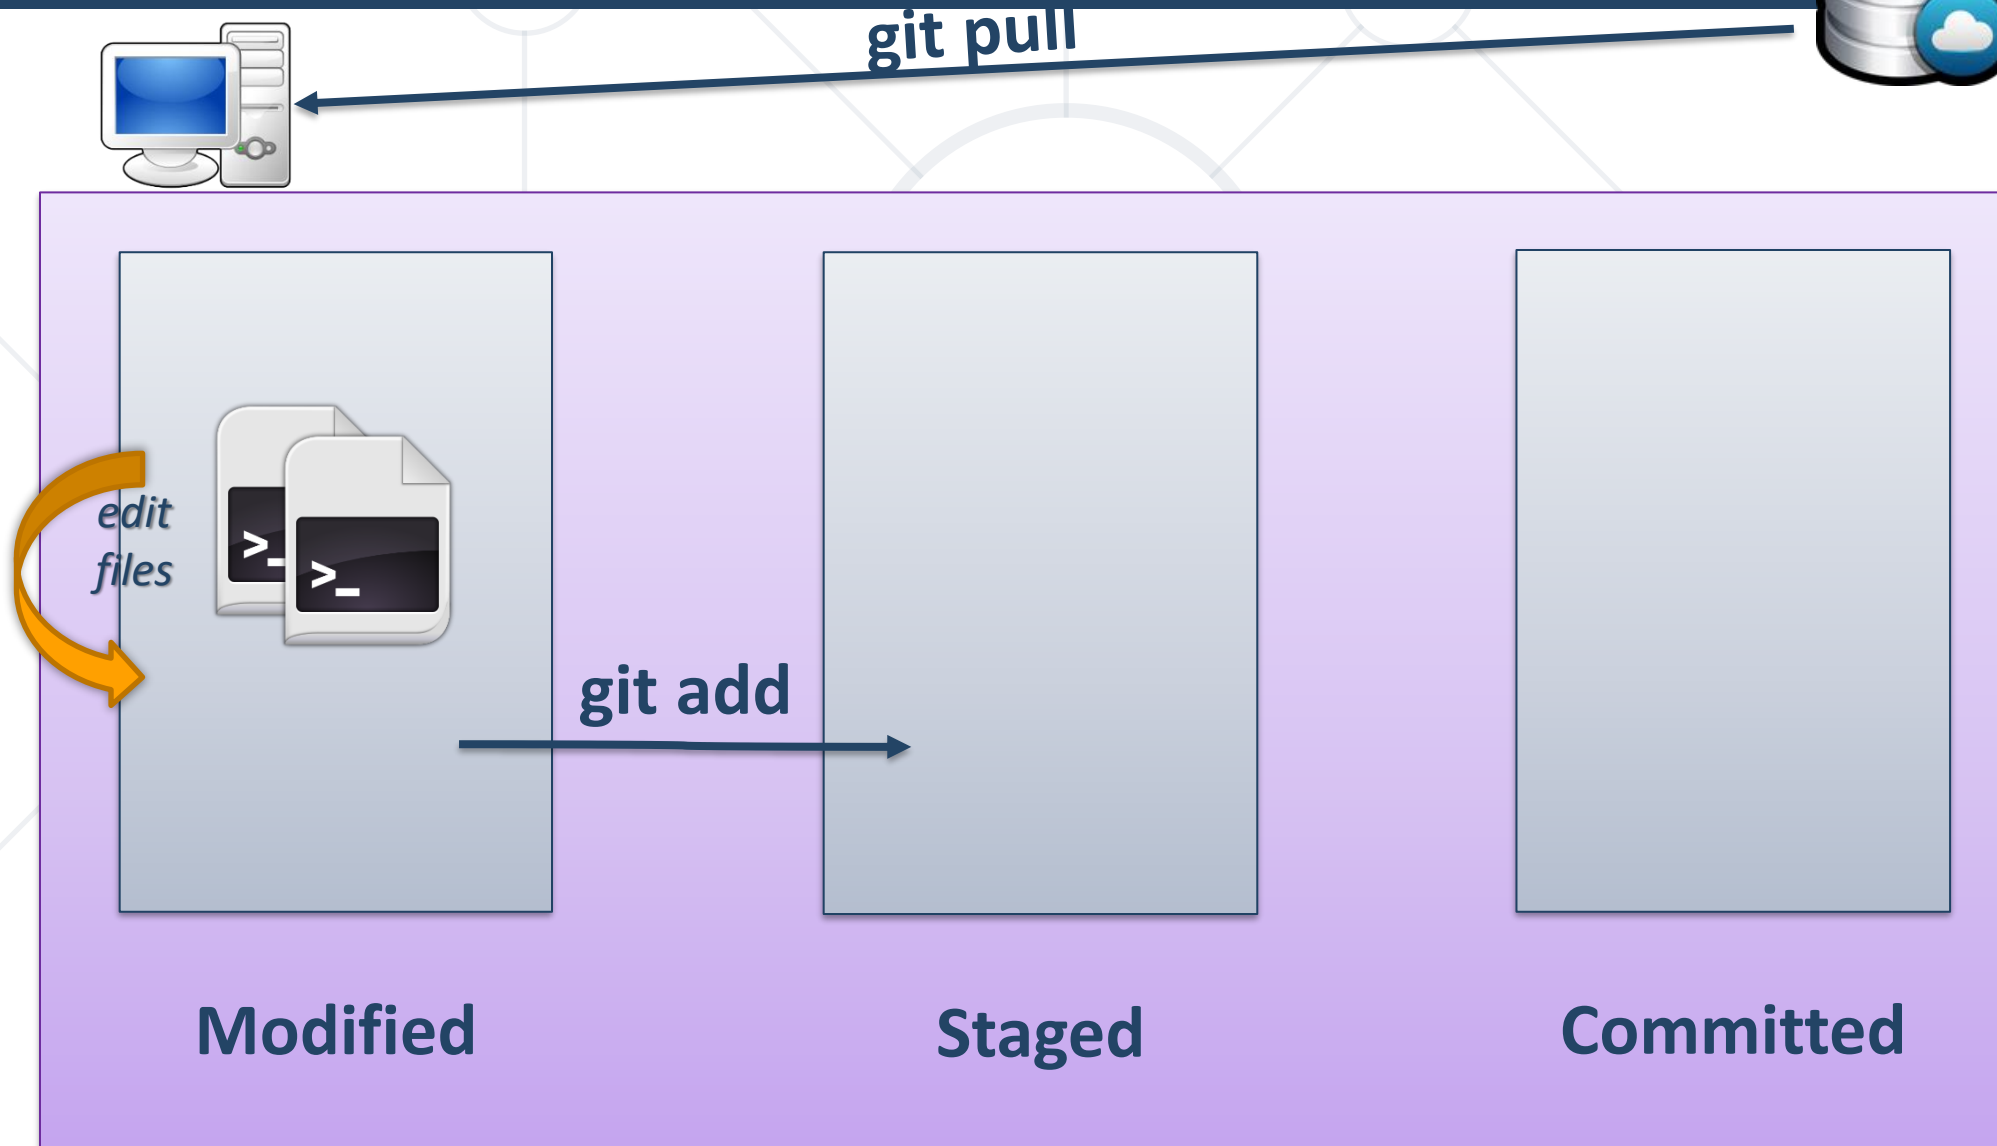 git pull
edit
files
>_
>_
git add
Modified
Staged
Committed